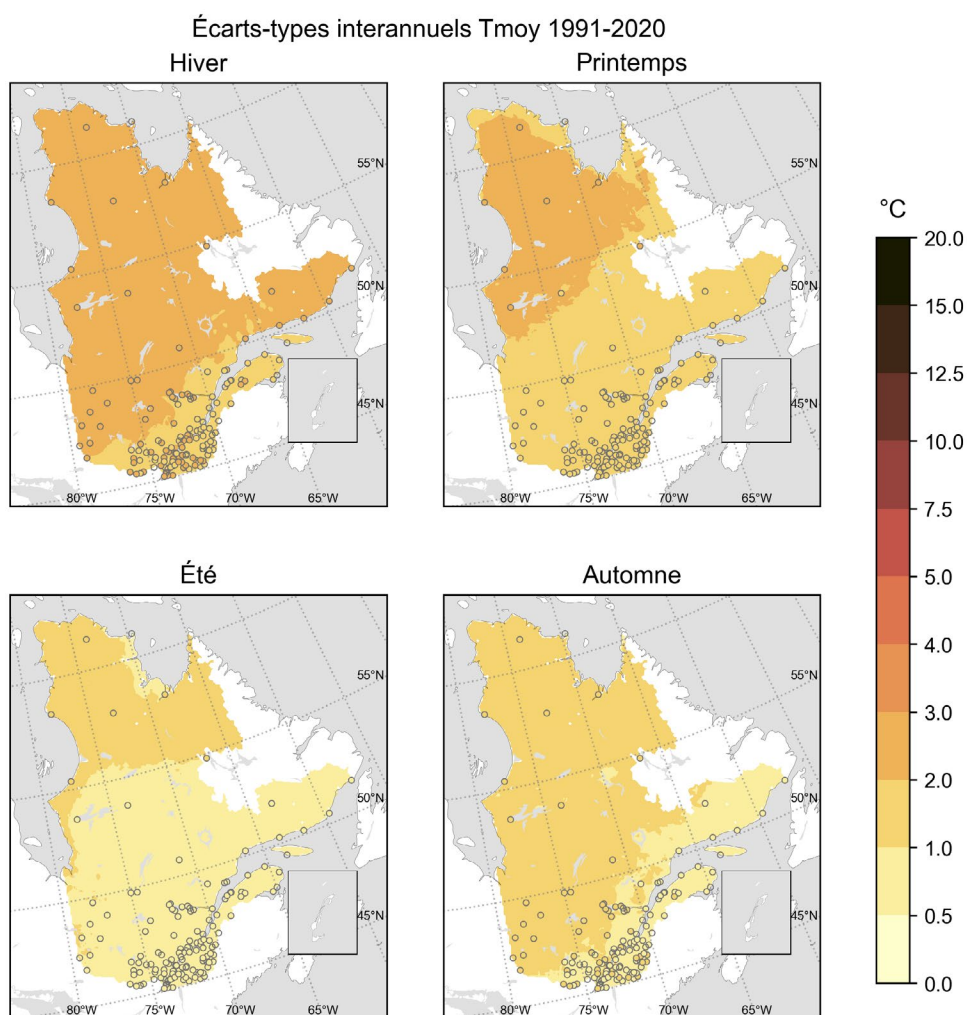 Écarts-types interannuels Tmoy 1991-2020
Hiver
Printemps
55°N
50°N
45°N
80°W
75°W
70°W
65°W
55°N
50°N
45°N
80°W
75°W
70°W
65°W
Été
Automne
55°N
50°N
45°N
80°W
75°W
70°W
65°W
55°N
50°N
45°N
80°W
75°W
70°W
65°W
°C
20.0
15.0
12.5
10.0
7.5
5.0
4.0
3.0
2.0
1.0
0.5
0.0